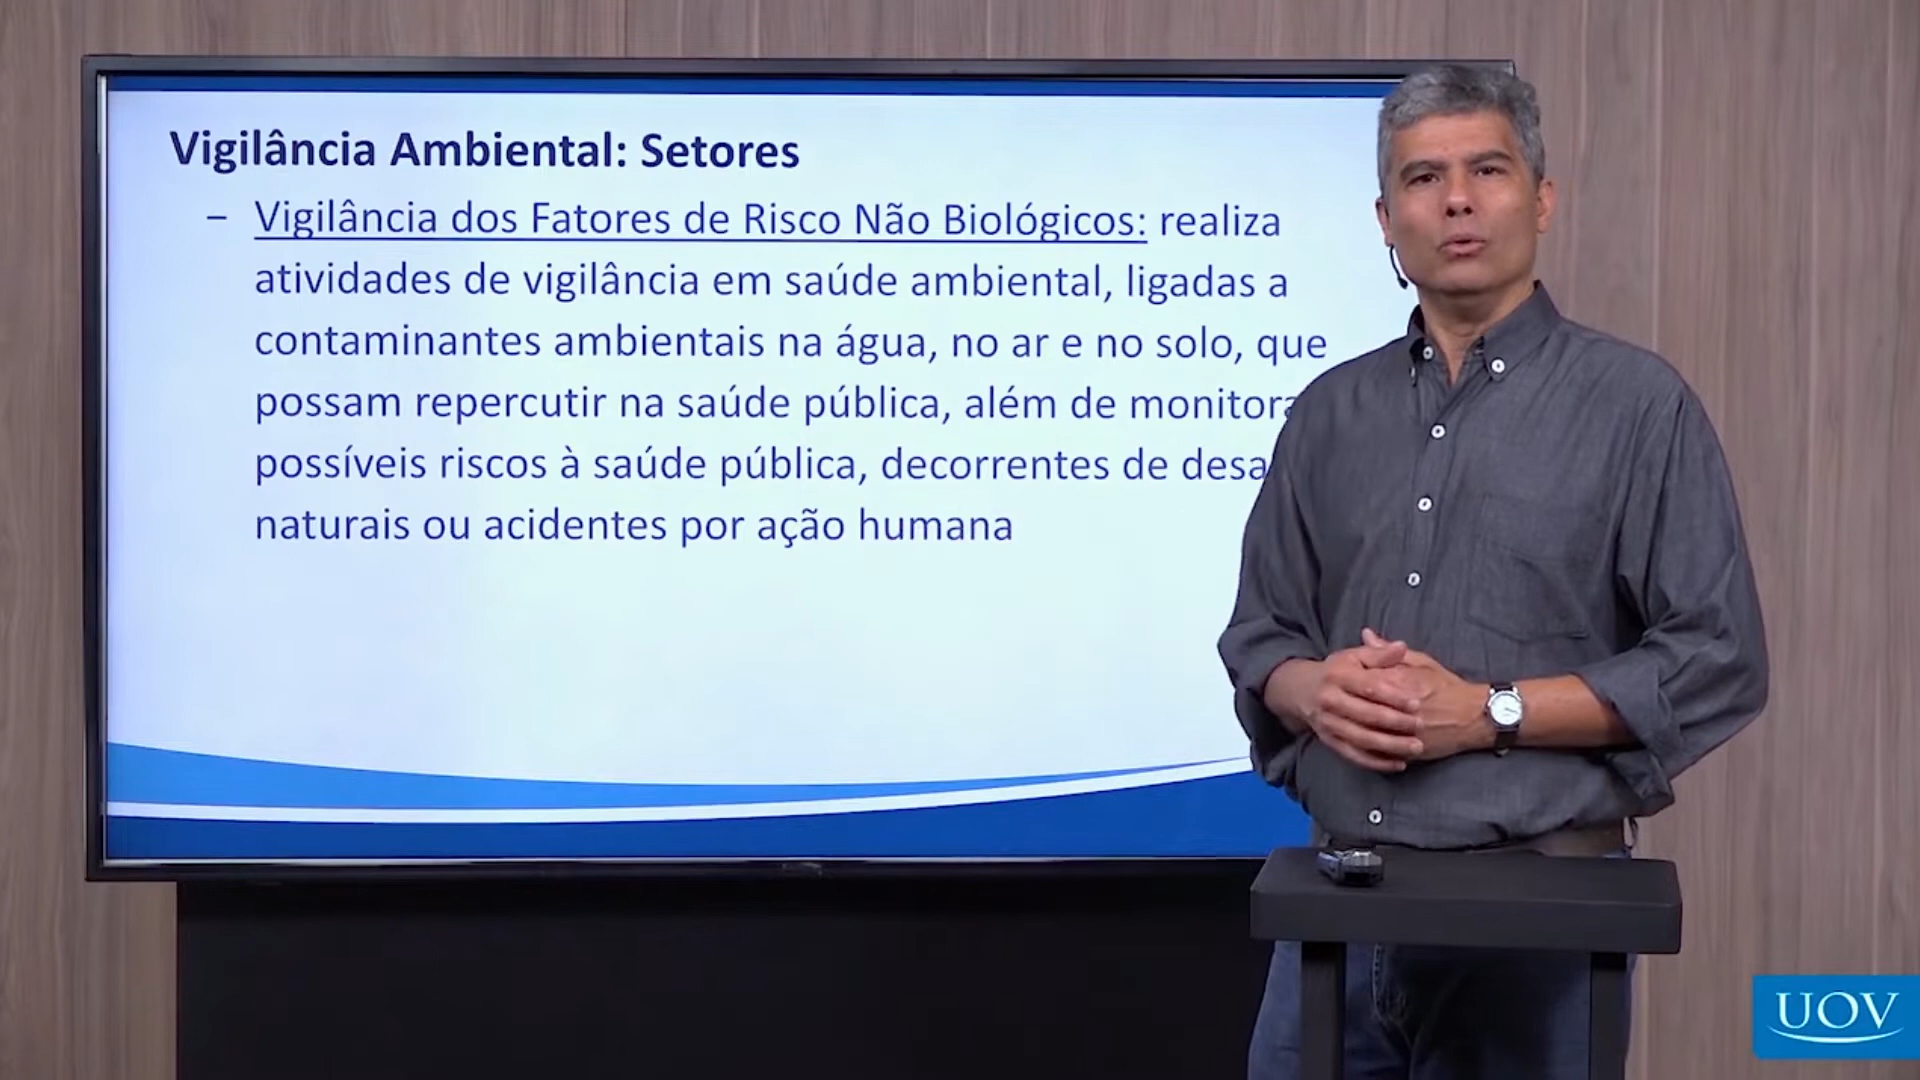 Vigilância Ambiental: Setores
– Vigilância dos Fatores de Risco Não Biológicos: realiza
atividades de vigilância em saúde ambiental, ligadas a
contaminantes ambientais na água, no ar e no solo, que
possam repercutir na saúde pública, além de
possíveis riscos à saúde pública, decorrentes de
naturais ou acidentes por ação humana
UOV